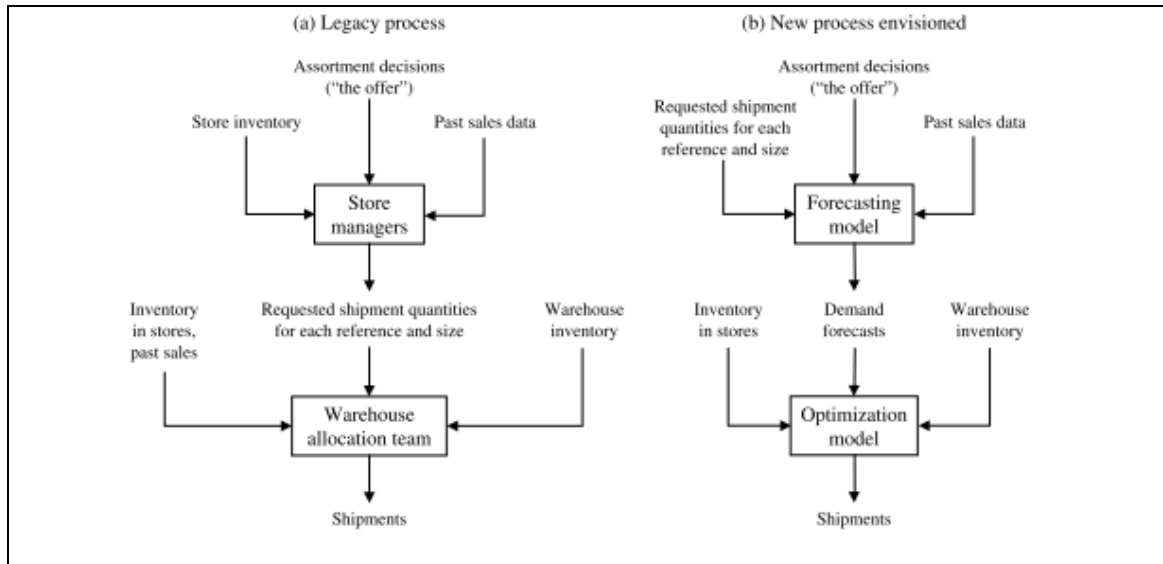 (a) Legacy process
Assortment decisions
("the offer")
Store inventory
Past sales data
Store
managers
Inventory
in stores,
past sales
Requested shipment quantities
for each reference and size
Warehouse
inventory
Warehouse
allocation team
Shipments
(b) New process envisioned
Assortment decisions
("the offer")
Requested shipment
quantities for each
reference and size
Past sales data
Forecasting
model
Inventory
in stores
Demand
forecasts
Warehouse
inventory
Optimization
model
Shipments